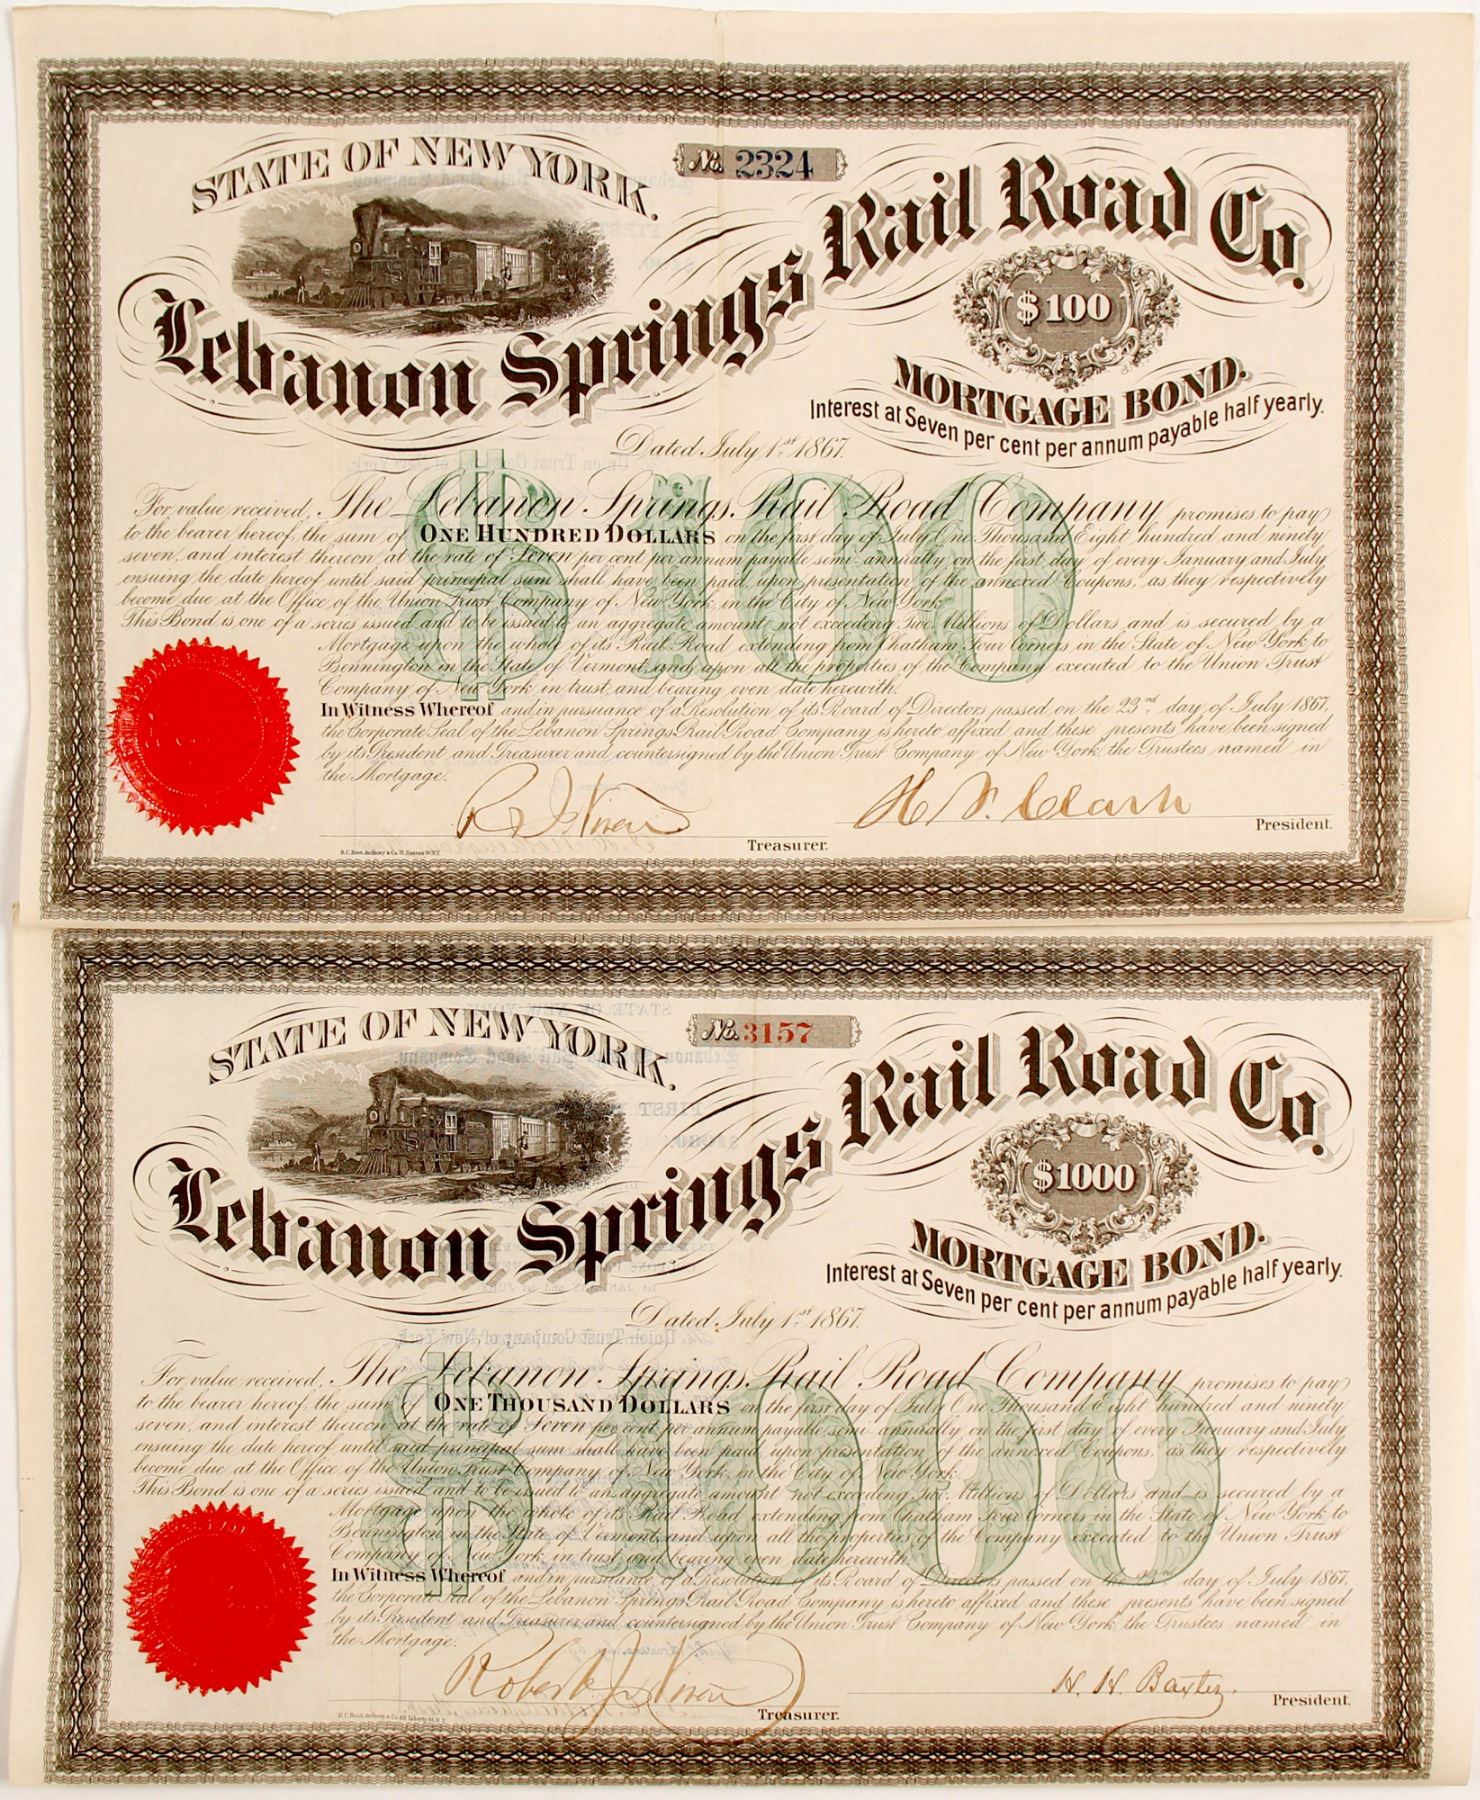 STATE OF NEW YORK.
No. 2324
Lebanon Springs Rail Road Co.
$100
MORTGAGE BOND.
Interest at Seven per cent per annum payable half yearly.
Dated July 1st 1867.
For value received, The Lebanon Springs Rail Road Company promises to pay
to the bearer hereof, the sum of ONE HUNDRED DOLLARS on the first day of July One Thousand Eight hundred and ninety
seven, and interest thereon at the rate of Seven per cent per annum payable semi-annually on the first day of every January and July
ensuing the date hereof until said principal sum shall have been paid upon presentation of the annexed Coupons, as they respectively
become due at the Office of the Union Trust Company of New York, in the City of New York.
This Bond is one of a series issued and to be issued to an aggregate amount not exceeding Two Millions of Dollars and is secured by a
Mortgage upon the whole of its Rail Road extending from Chatham Four Corners in the State of New York to
Bennington in the State of Vermont, and upon all the properties of the Company executed to the Union Trust
Company of New York in trust, and bearing even date herewith.
In Witness Whereof and in pursuance of a Resolution of its Board of Directors passed on the 23rd day of July 1867,
the Corporate Seal of the Lebanon Springs Rail Road Company is hereto affixed and these presents have been signed
by its President and Treasurer and countersigned by the Union Trust Company of New York, the Trustees named in
the Mortgage.
$100
Treasurer.
President.
STATE OF NEW YORK.
No. 3157
Lebanon Springs Rail Road Co.
$1000
MORTGAGE BOND.
Interest at Seven per cent per annum payable half yearly.
Dated July 1st 1867.
For value received, The Lebanon Springs Rail Road Company promises to pay
to the bearer hereof, the sum of ONE THOUSAND DOLLARS on the first day of July One Thousand Eight hundred and ninety
seven, and interest thereon at the rate of Seven per cent per annum payable semi-annually on the first day of every January and July
ensuing the date hereof until said principal sum shall have been paid upon presentation of the annexed Coupons, as they respectively
become due at the Office of the Union Trust Company of New York, in the City of New York.
This Bond is one of a series issued and to be issued to an aggregate amount not exceeding Two Millions of Dollars and is secured by a
Mortgage upon the whole of its Rail Road extending from Chatham Four Corners in the State of New York to
Bennington in the State of Vermont, and upon all the properties of the Company executed to the Union Trust
Company of New York in trust, and bearing even date herewith.
In Witness Whereof and in pursuance of a Resolution of its Board of Directors passed on the 23rd day of July 1867,
the Corporate Seal of the Lebanon Springs Rail Road Company is hereto affixed and these presents have been signed
by its President and Treasurer and countersigned by the Union Trust Company of New York, the Trustees named in
the Mortgage.
$1000
Robert J. Niven
Treasurer.
H. H. Baxter.
President.